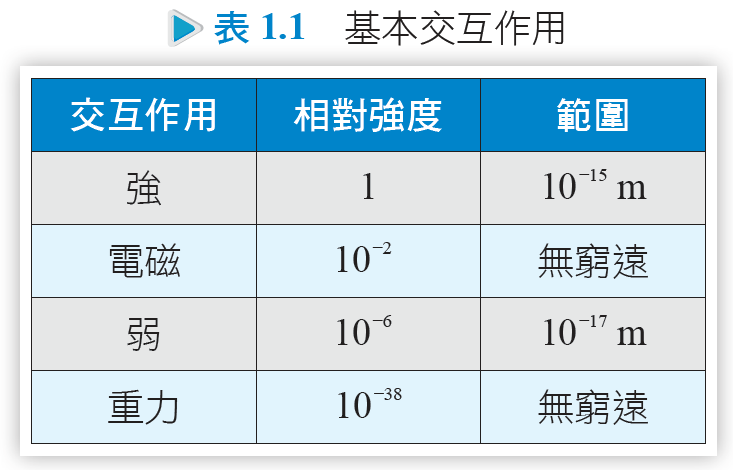 表 1.1 基本交互作用
交互作用 相對強度 範圍
強 1 10⁻¹⁵ m
電磁 10⁻² 無窮遠
弱 10⁻⁶ 10⁻¹⁷ m
重力 10⁻³⁸ 無窮遠